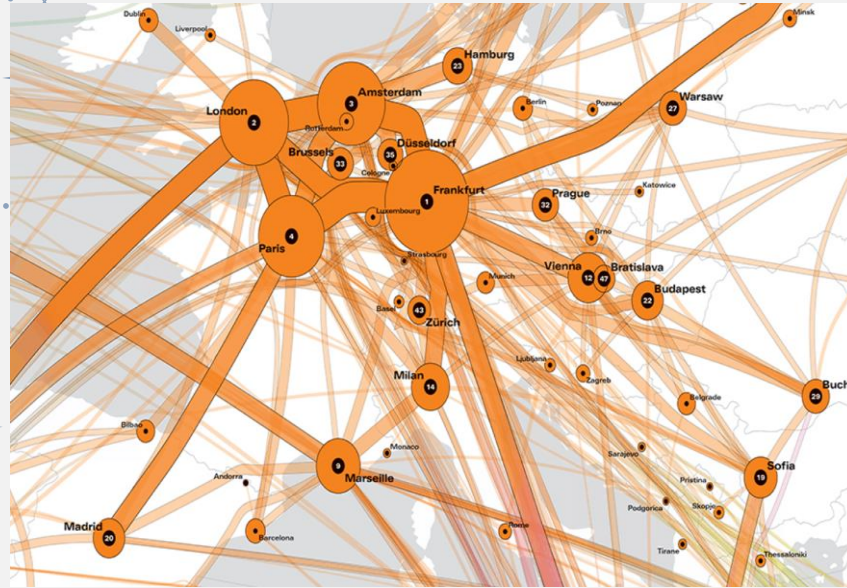 Dublin
Liverpool
Minsk
Hamburg
23
Amsterdam
3
London
2
Rotterdam
Berlin
Poznan
Warsaw
27
Brussels
33
Düsseldorf
35
Cologne
Frankfurt
1
Katowice
Prague
32
Luxembourg
Paris
4
Brno
Strasbourg
Vienna
12
Bratislava
47
Munich
Budapest
22
Basel
43
Zürich
Ljubljana
Zagreb
Milan
14
Buch
29
Belgrade
Bilbao
Monaco
Sarajevo
Marseille
9
Sofia
19
Andorra
Pristina
Podgorica
Skopje
Madrid
20
Barcelona
Rome
Tirane
Thessaloniki